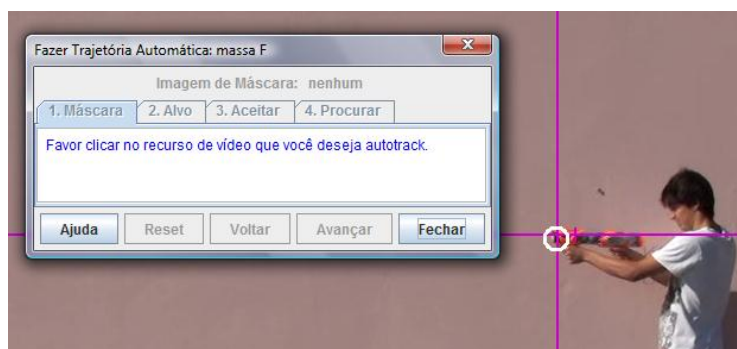 Fazer Trajetória Automática: massa F
Imagem de Máscara: nenhum
1. Máscara 2. Alvo 3. Aceitar 4. Procurar
Favor clicar no recurso de vídeo que você deseja autotrack.
Ajuda Reset Voltar Avançar Fechar